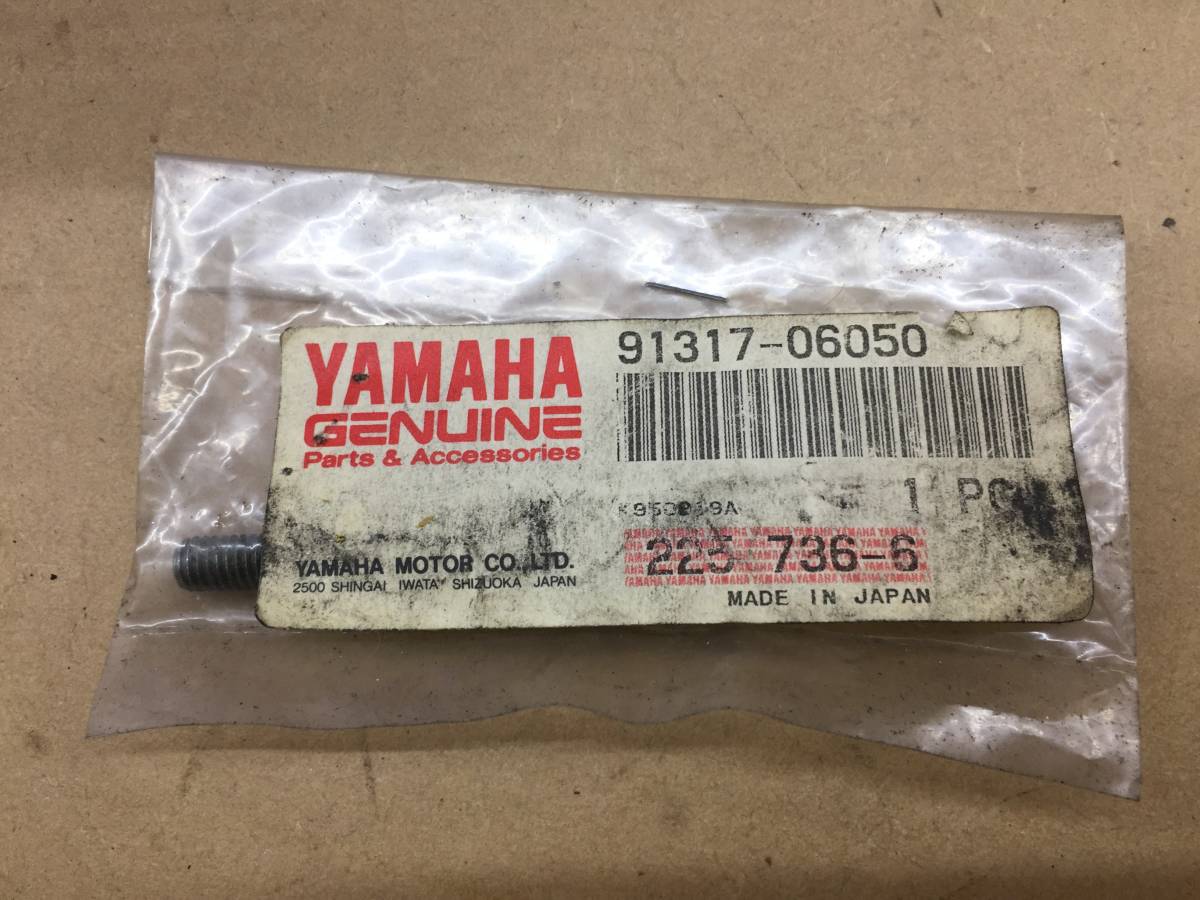 YAMAHA
GENUINE
Parts & Accessories
YAMAHA MOTOR CO.,LTD.
2500 SHINGAI IWATA SHIZUOKA JAPAN
91317-06050
1 PC
736-6
MADE IN JAPAN